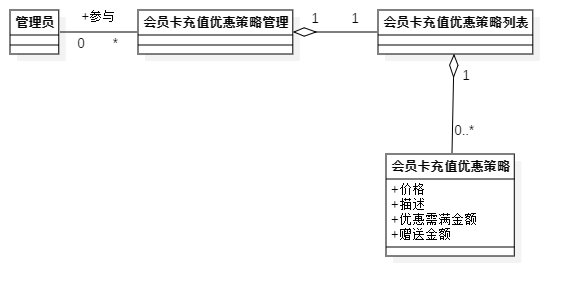 管理员
+参与
0
*
会员卡充值优惠策略管理
1
1
会员卡充值优惠策略列表
1
0..*
会员卡充值优惠策略
+价格
+描述
+优惠需满金额
+赠送金额